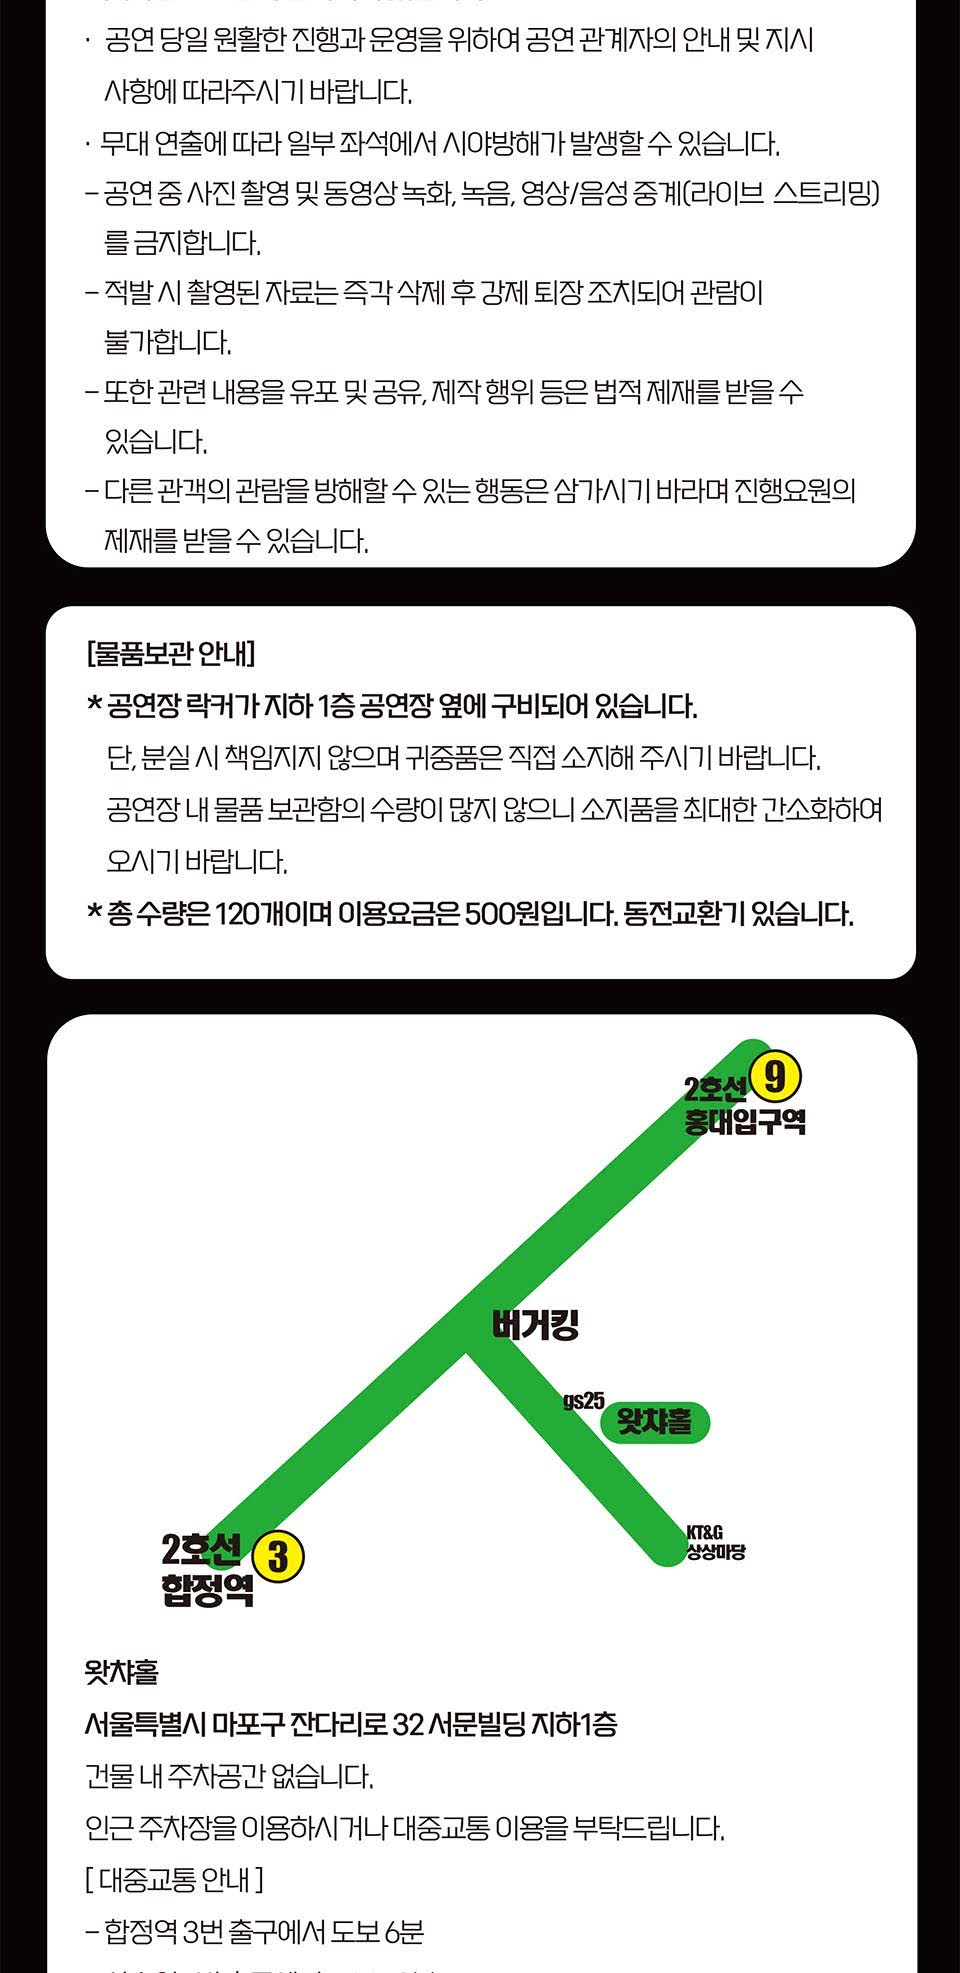 · 공연 당일 원활한 진행과 운영을 위하여 공연 관계자의 안내 및 지시
사항에 따라주시기 바랍니다.
· 무대 연출에 따라 일부 좌석에서 시야방해가 발생할 수 있습니다.
– 공연 중 사진 촬영 및 동영상 녹화, 녹음, 영상/음성 중계(라이브 스트리밍)
를 금지합니다.
– 적발 시 촬영된 자료는 즉각 삭제 후 강제 퇴장 조치되어 관람이
불가합니다.
– 또한 관련 내용을 유포 및 공유, 제작 행위 등은 법적 제재를 받을 수
있습니다.
– 다른 관객의 관람을 방해할 수 있는 행동은 삼가시기 바라며 진행요원의
제재를 받을 수 있습니다.
[물품보관 안내]
* 공연장 락커가 지하 1층 공연장 옆에 구비되어 있습니다.
단, 분실 시 책임지지 않으며 귀중품은 직접 소지해 주시기 바랍니다.
공연장 내 물품 보관함의 수량이 많지 않으니 소지품을 최대한 간소화하여
오시기 바랍니다.
* 총 수량은 120개이며 이용요금은 500원입니다. 동전교환기 있습니다.
2호선 9
홍대입구역
버거킹
gs25
왓챠홀
KT&G
상상마당
2호선 3
합정역
왓챠홀
서울특별시 마포구 잔다리로 32 서문빌딩 지하1층
건물 내 주차공간 없습니다.
인근 주차장을 이용하시거나 대중교통 이용을 부탁드립니다.
[ 대중교통 안내 ]
– 합정역 3번 출구에서 도보 6분